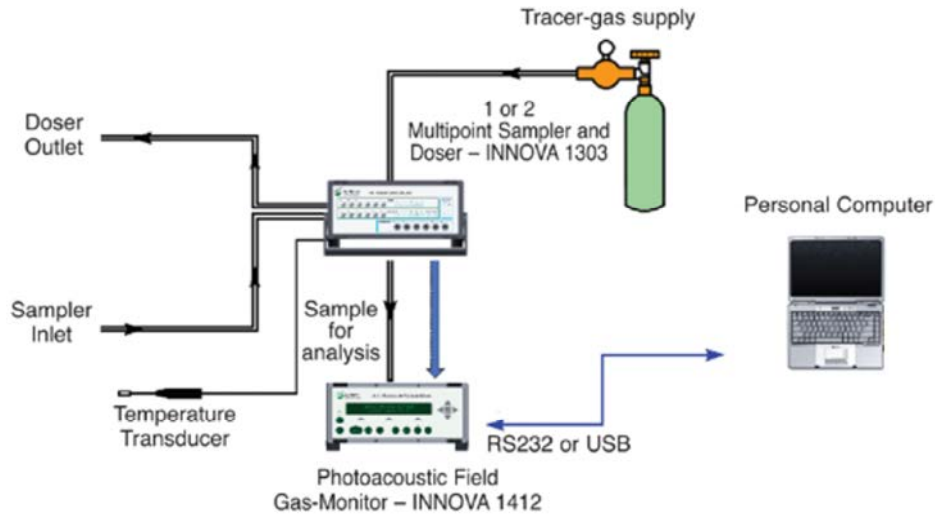 Tracer-gas supply
1 or 2
Multipoint Sampler and
Doser – INNOVA 1303
Doser
Outlet
Personal Computer
Sampler
Inlet
Sample
for
analysis
Temperature
Transducer
RS232 or USB
Photoacoustic Field
Gas-Monitor – INNOVA 1412